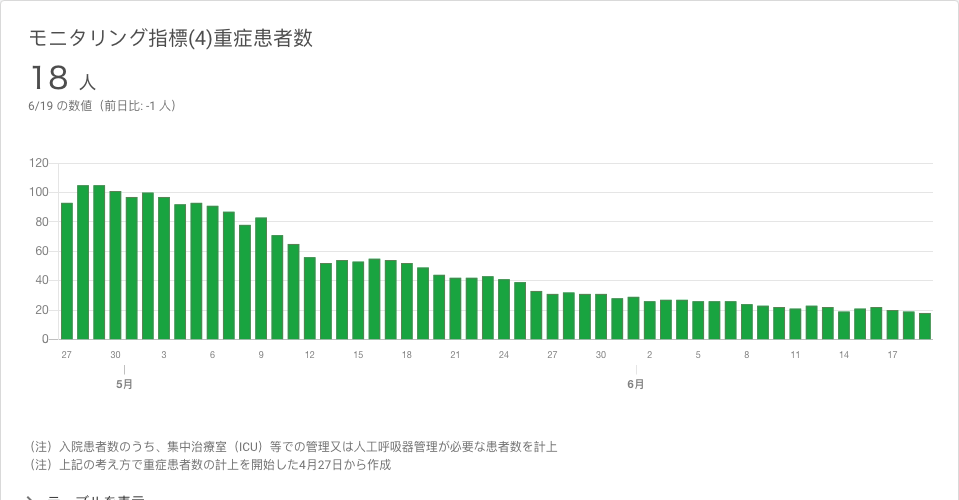 モニタリング指標(4)重症患者数
18 人
6/19 の数値（前日比: -1 人）
120
100
80
60
40
20
0
27 30 3 6 9 12 15 18 21 24 27 30 2 5 8 11 14 17
5月 6月
（注）入院患者数のうち、集中治療室（ICU）等での管理又は人工呼吸器管理が必要な患者数を計上
（注）上記の考え方で重症患者数の計上を開始した4月27日から作成
テーブルを表示